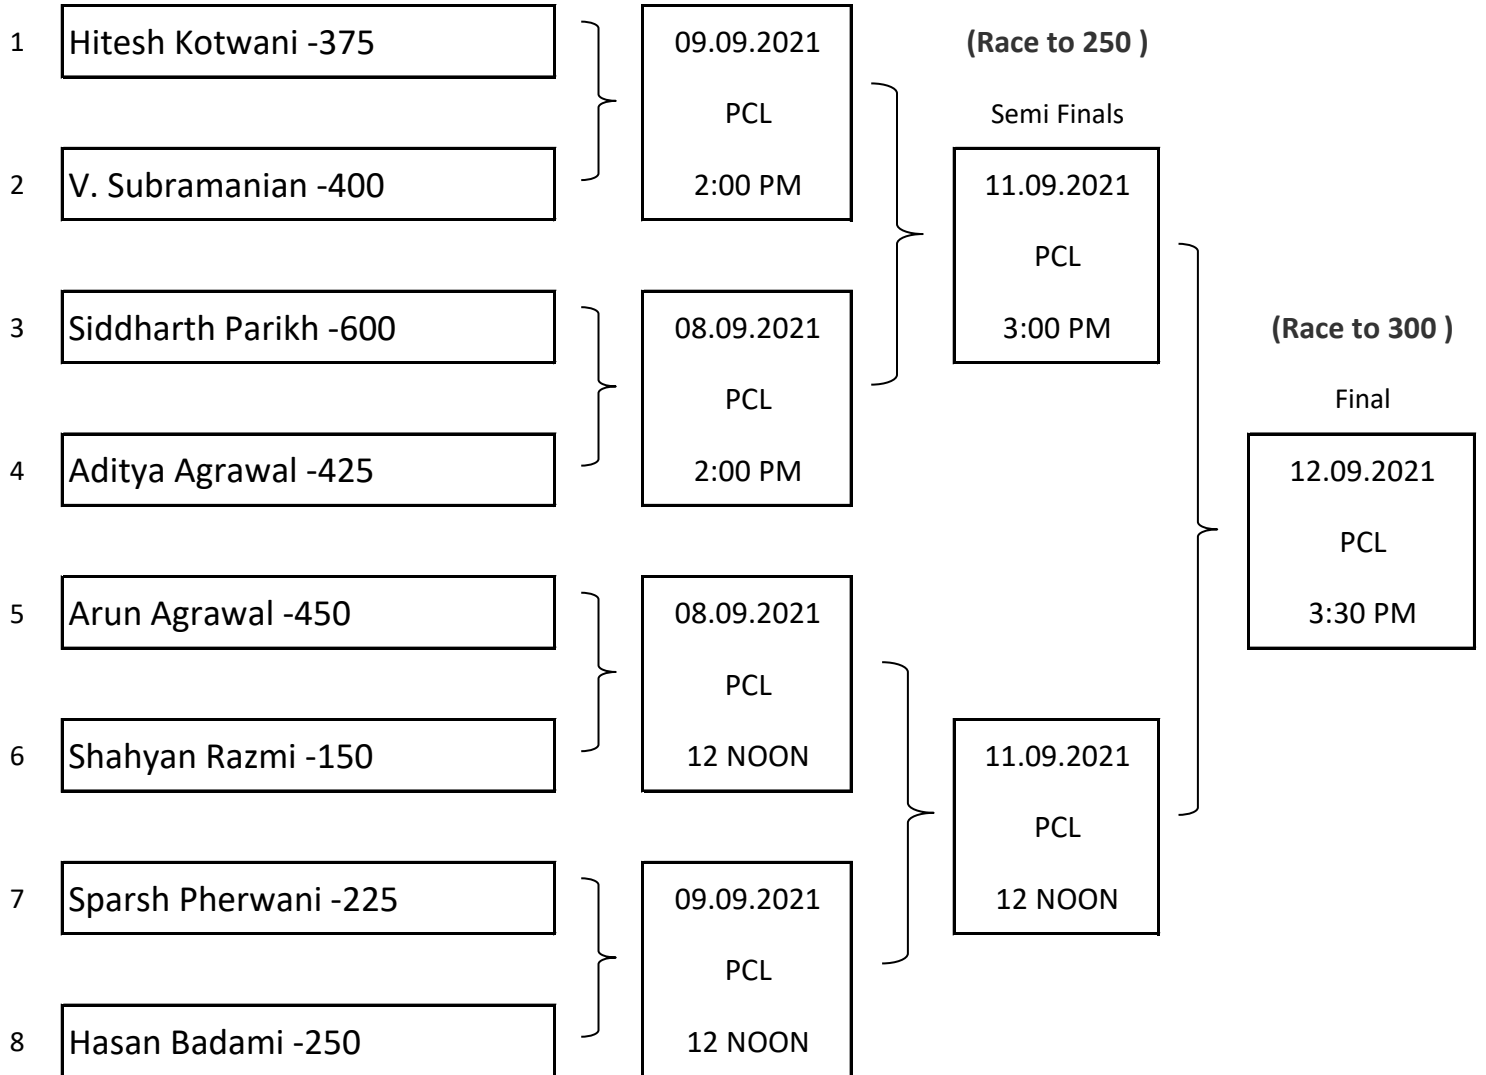 1 Hitesh Kotwani -375 09.09.2021 (Race to 250 )
PCL Semi Finals
2 V. Subramanian -400 2:00 PM 11.09.2021
PCL
3 Siddharth Parikh -600 08.09.2021 3:00 PM (Race to 300 )
PCL Final
4 Aditya Agrawal -425 2:00 PM 12.09.2021
PCL
5 Arun Agrawal -450 08.09.2021 3:30 PM
PCL
6 Shahyan Razmi -150 12 NOON 11.09.2021
PCL
7 Sparsh Pherwani -225 09.09.2021 12 NOON
PCL
8 Hasan Badami -250 12 NOON